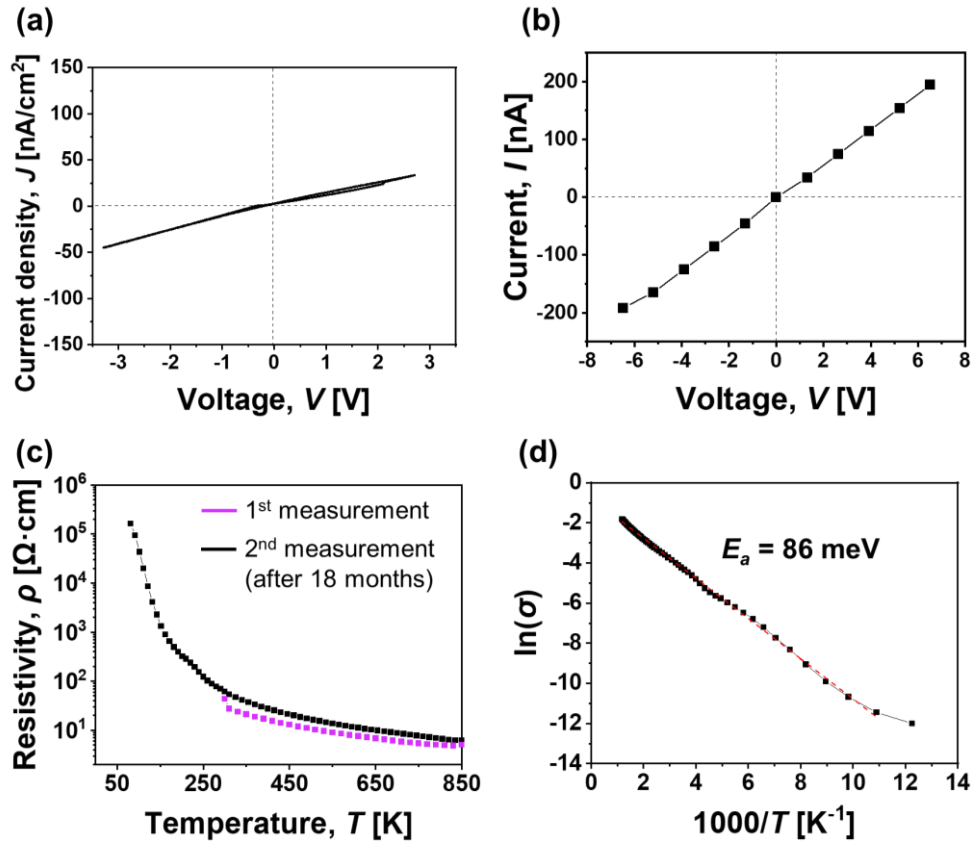 (a)
Current density, J [nA/cm²]
150
100
50
0
-50
-100
-150
-3 -2 -1 0 1 2 3
Voltage, V [V]
(b)
Current, I [nA]
200
100
0
-100
-200
-8 -6 -4 -2 0 2 4 6 8
Voltage, V [V]
(c)
Resistivity, ρ [Ω·cm]
10⁶
10⁵
10⁴
10³
10²
10¹
1st measurement
2nd measurement
(after 18 months)
50 250 450 650 850
Temperature, T [K]
(d)
ln(σ)
0
-2
-4
-6
-8
-10
-12
-14
Eₐ = 86 meV
0 2 4 6 8 10 12 14
1000/T [K⁻¹]